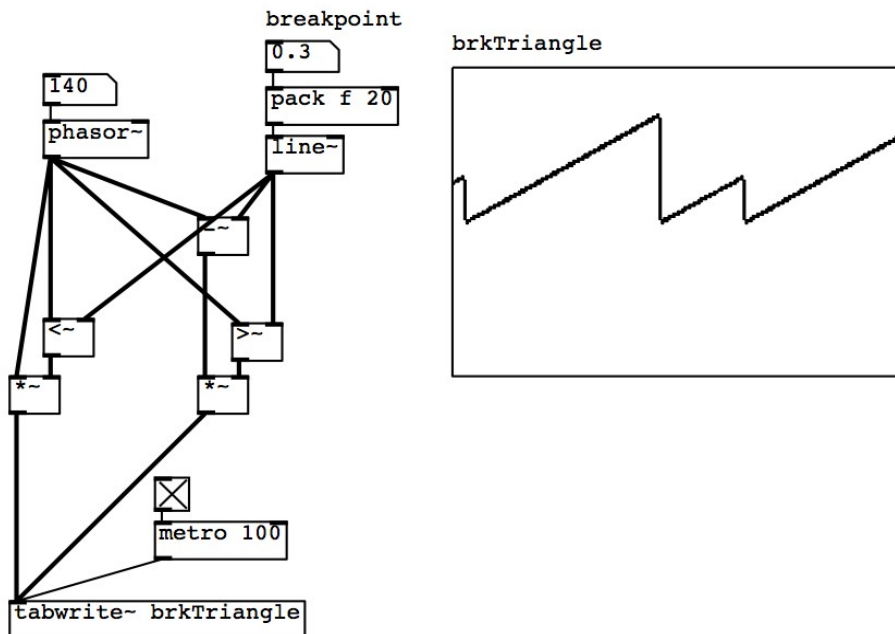 breakpoint
0.3
brkTriangle
140
pack f 20
phasor~
line~
-~
<~
>~
*~
*~
metro 100
tabwrite~ brkTriangle